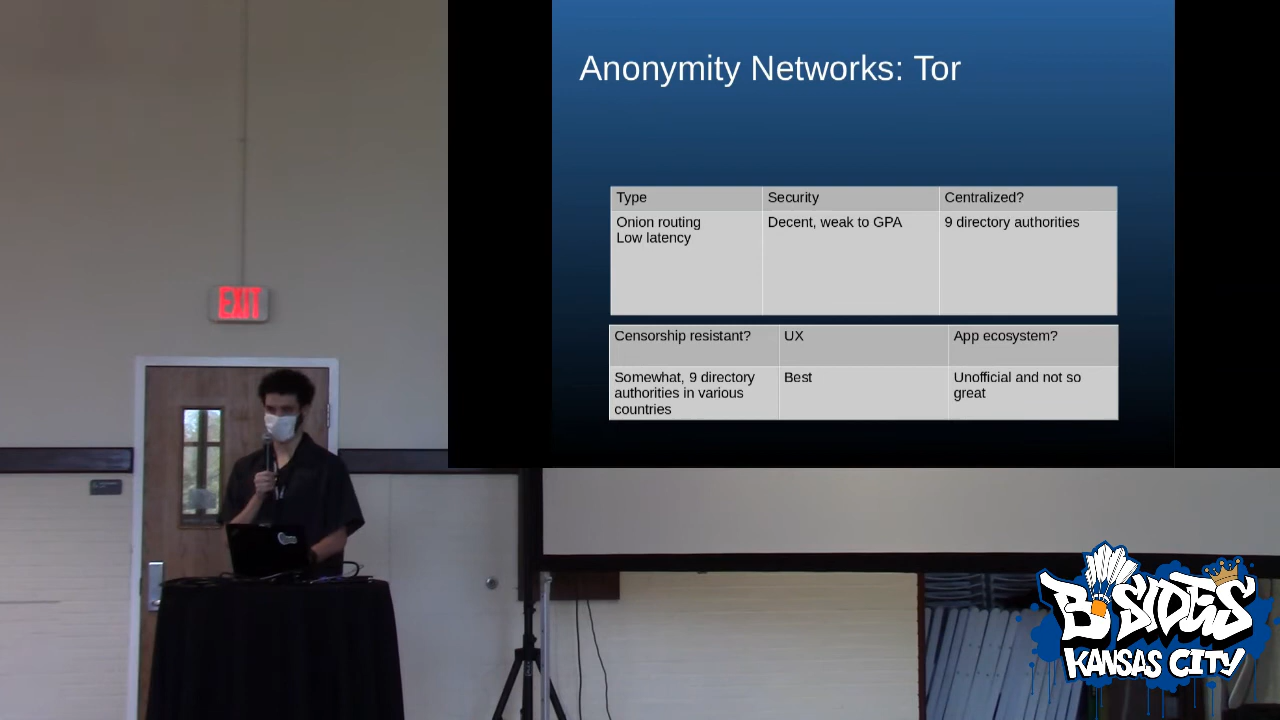 Anonymity Networks: Tor
Type
Security
Centralized?
Onion routing
Low latency
Decent, weak to GPA
9 directory authorities
Censorship resistant?
UX
App ecosystem?
Somewhat, 9 directory
authorities in various
countries
Best
Unofficial and not so
great
EXIT
B•SIDES
KANSAS CITY